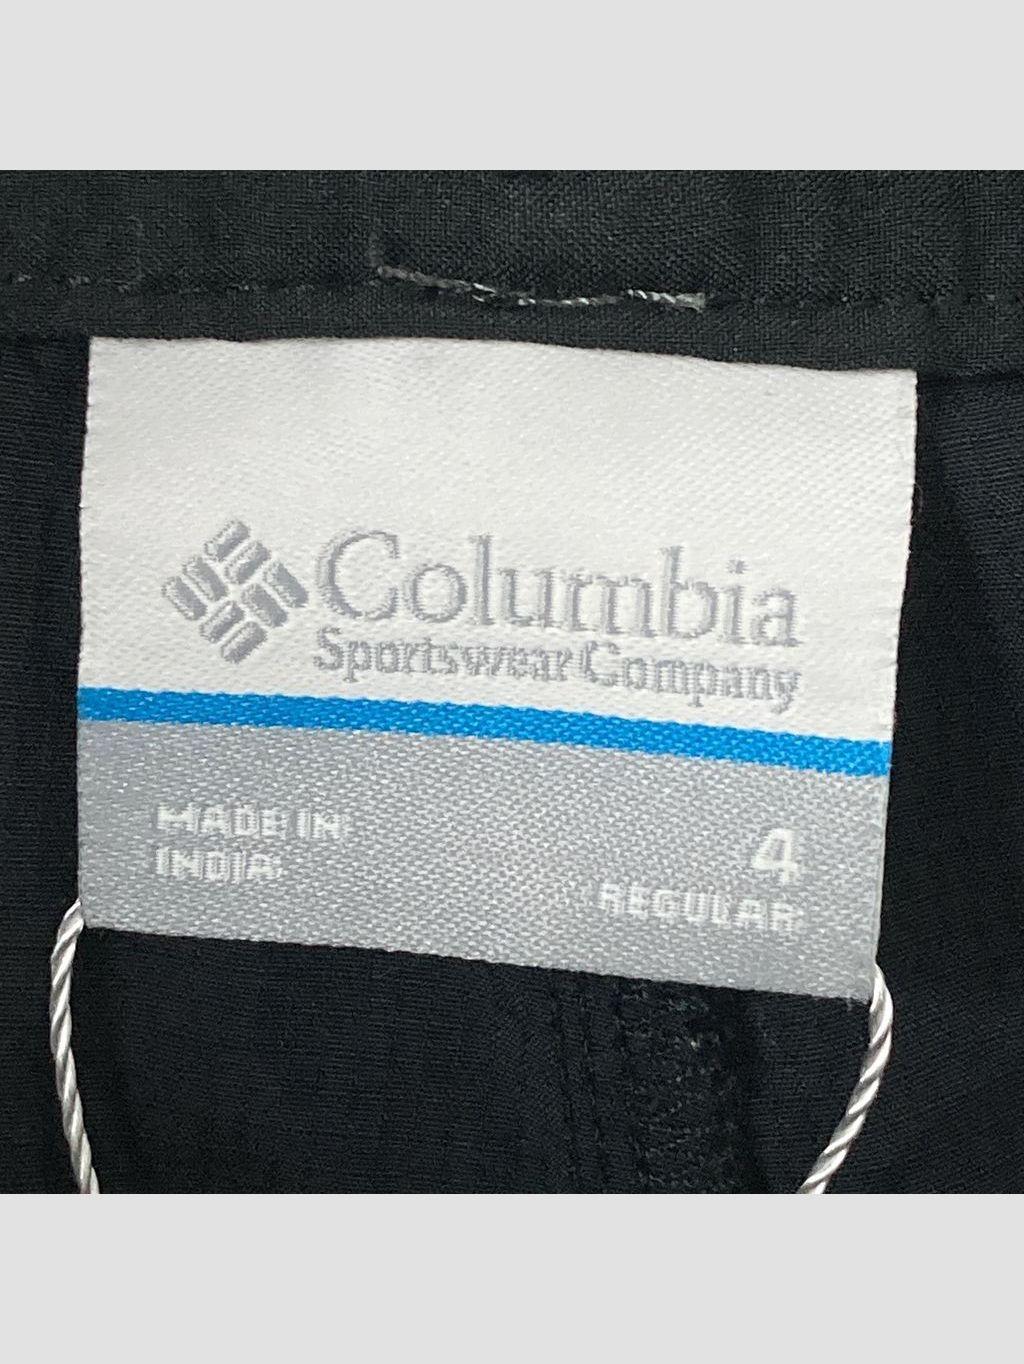 Columbia
Sportswear Company
MADE IN
INDIA
4
REGULAR